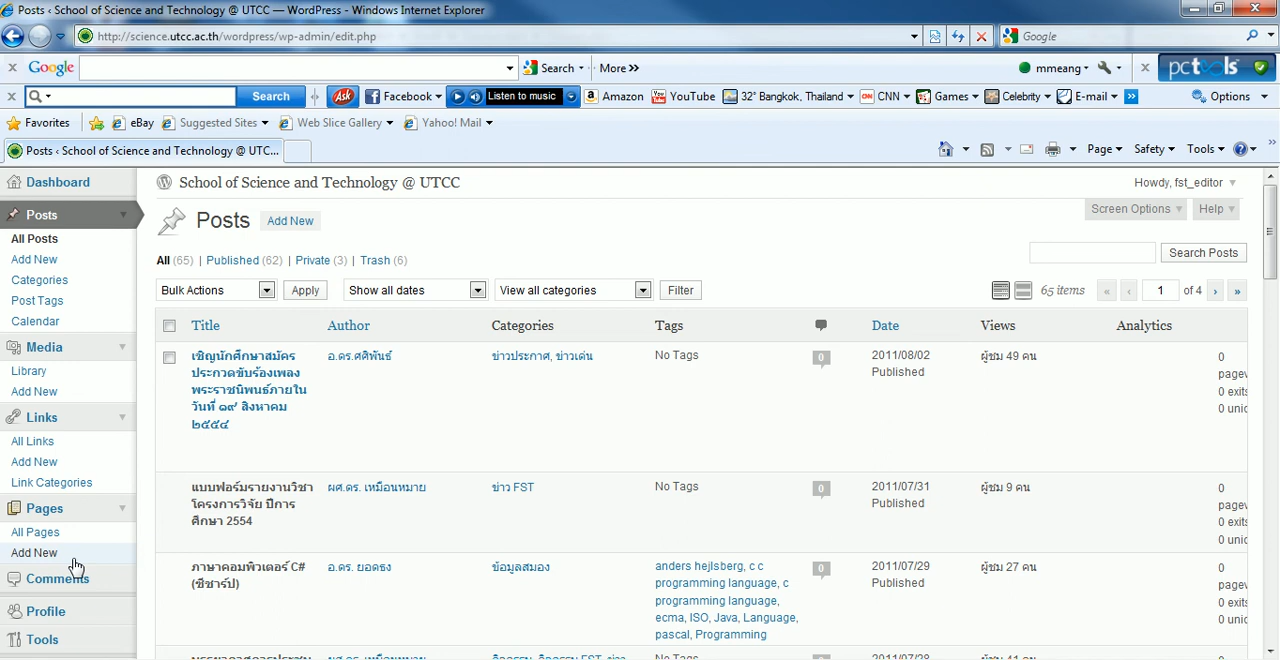 Posts ‹ School of Science and Technology @ UTCC — WordPress - Windows Internet Explorer
http://science.utcc.ac.th/wordpress/wp-admin/edit.php
Google
x Google Search More »
mmeang
x pctools
x Search Ask Facebook Listen to music Amazon YouTube 32° Bangkok, Thailand CNN Games Celebrity E-mail » Options
Favorites eBay Suggested Sites Web Slice Gallery Yahoo! Mail
Posts ‹ School of Science and Technology @ UTC...
Page Safety Tools
Dashboard
Posts
All Posts
Add New
Categories
Post Tags
Calendar
Media
Library
Add New
Links
All Links
Add New
Link Categories
Pages
All Pages
Add New
Comments
Profile
Tools
School of Science and Technology @ UTCC
Howdy, fst_editor
Screen Options Help
Posts Add New
All (65) | Published (62) | Private (3) | Trash (6)
Search Posts
Bulk Actions Apply Show all dates View all categories Filter
65 items « ‹ 1 of 4 › »
Title Author Categories Tags Date Views Analytics
เชิญนักศึกษาสมัคร
ประกวดขับร้องเพลง
พระราชนิพนธ์ภายใน
วันที่ ๑๙ สิงหาคม
๒๕๕๔
อ.ดร.ศศิพันธ์
ข่าวประกาศ, ข่าวเด่น
No Tags
0
2011/08/02
Published
ผู้ชม 49 คน
0
pagev
0 exits
0 unic
แบบฟอร์มรายงานวิชา
โครงการวิจัย ปีการ
ศึกษา 2554
ผศ.ดร. เหมือนหมาย
ข่าว FST
No Tags
0
2011/07/31
Published
ผู้ชม 9 คน
0
pagev
0 exits
0 unic
ภาษาคอมพิวเตอร์ C#
(ซีชาร์ป)
อ.ดร. ยอดธง
ข้อมูลสมอง
anders hejlsberg, c c
programming language, c
programming language,
ecma, ISO, Java, Language,
pascal, Programming
0
2011/07/29
Published
ผู้ชม 27 คน
0
pagev
0 exits
0 unic